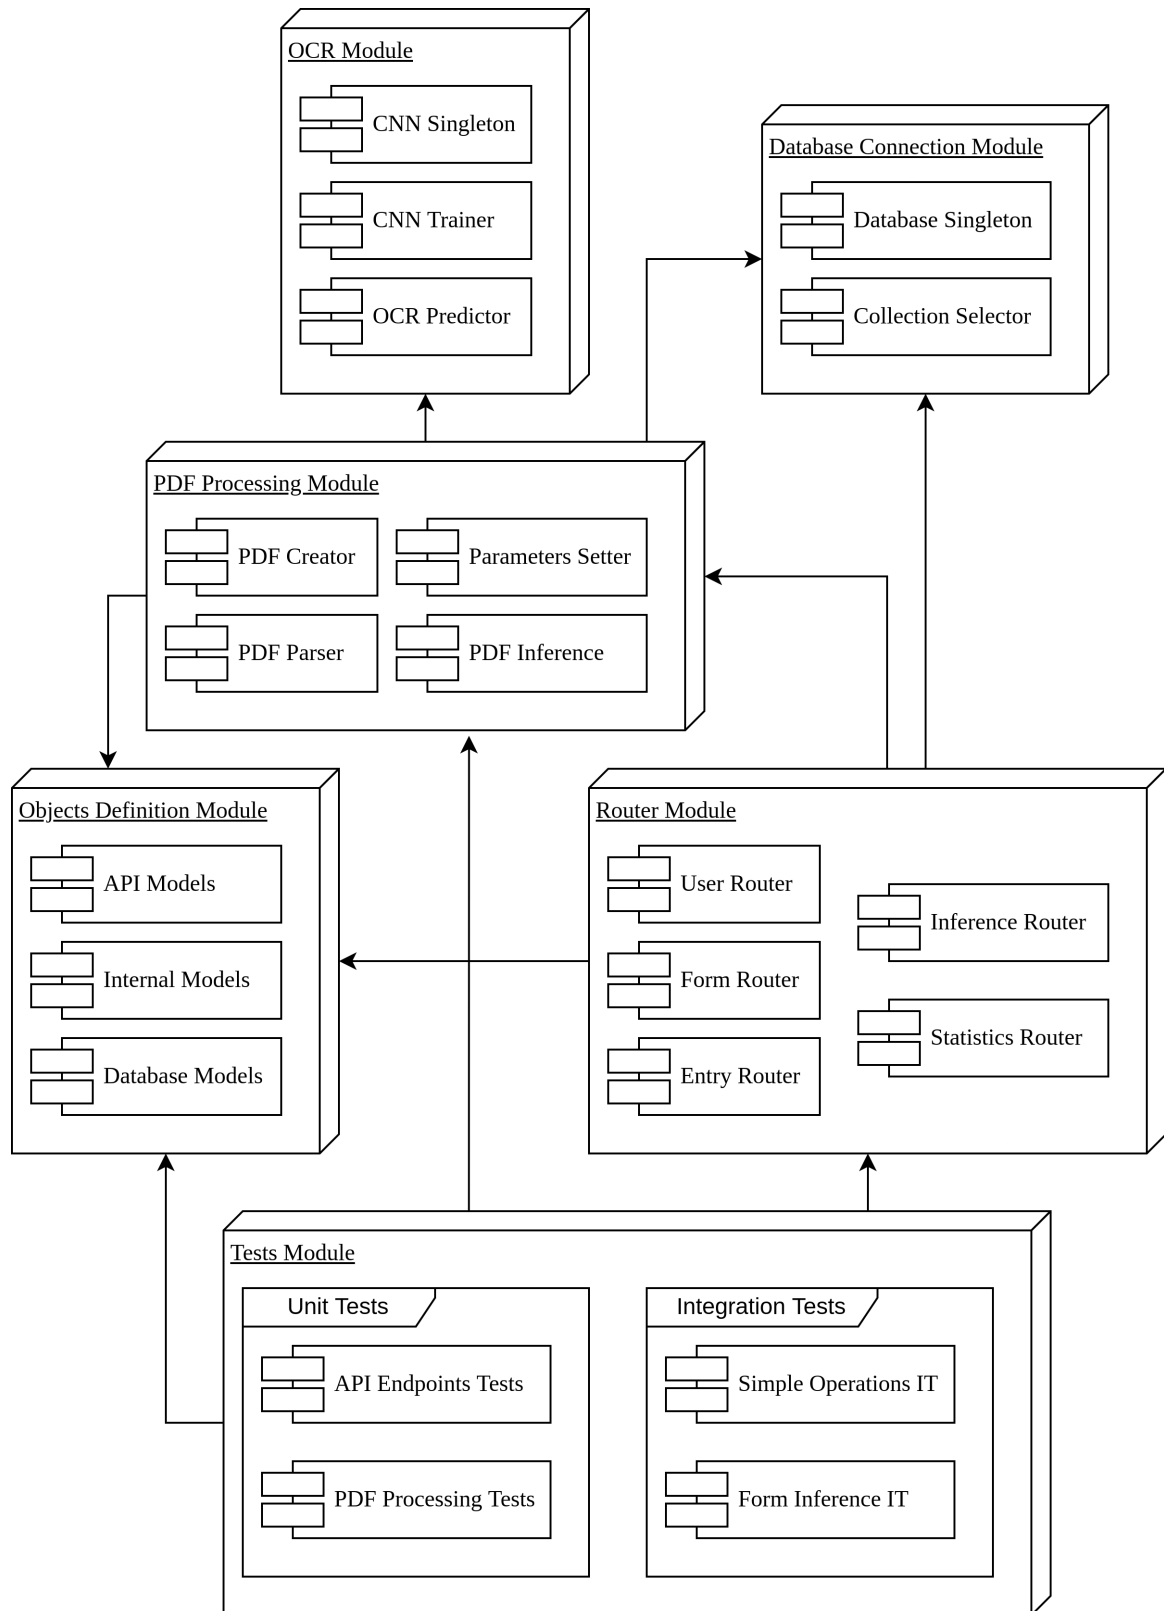 OCR Module
CNN Singleton
CNN Trainer
OCR Predictor
Database Connection Module
Database Singleton
Collection Selector
PDF Processing Module
PDF Creator
Parameters Setter
PDF Parser
PDF Inference
Objects Definition Module
API Models
Internal Models
Database Models
Router Module
User Router
Form Router
Entry Router
Inference Router
Statistics Router
Tests Module
Unit Tests
API Endpoints Tests
PDF Processing Tests
Integration Tests
Simple Operations IT
Form Inference IT